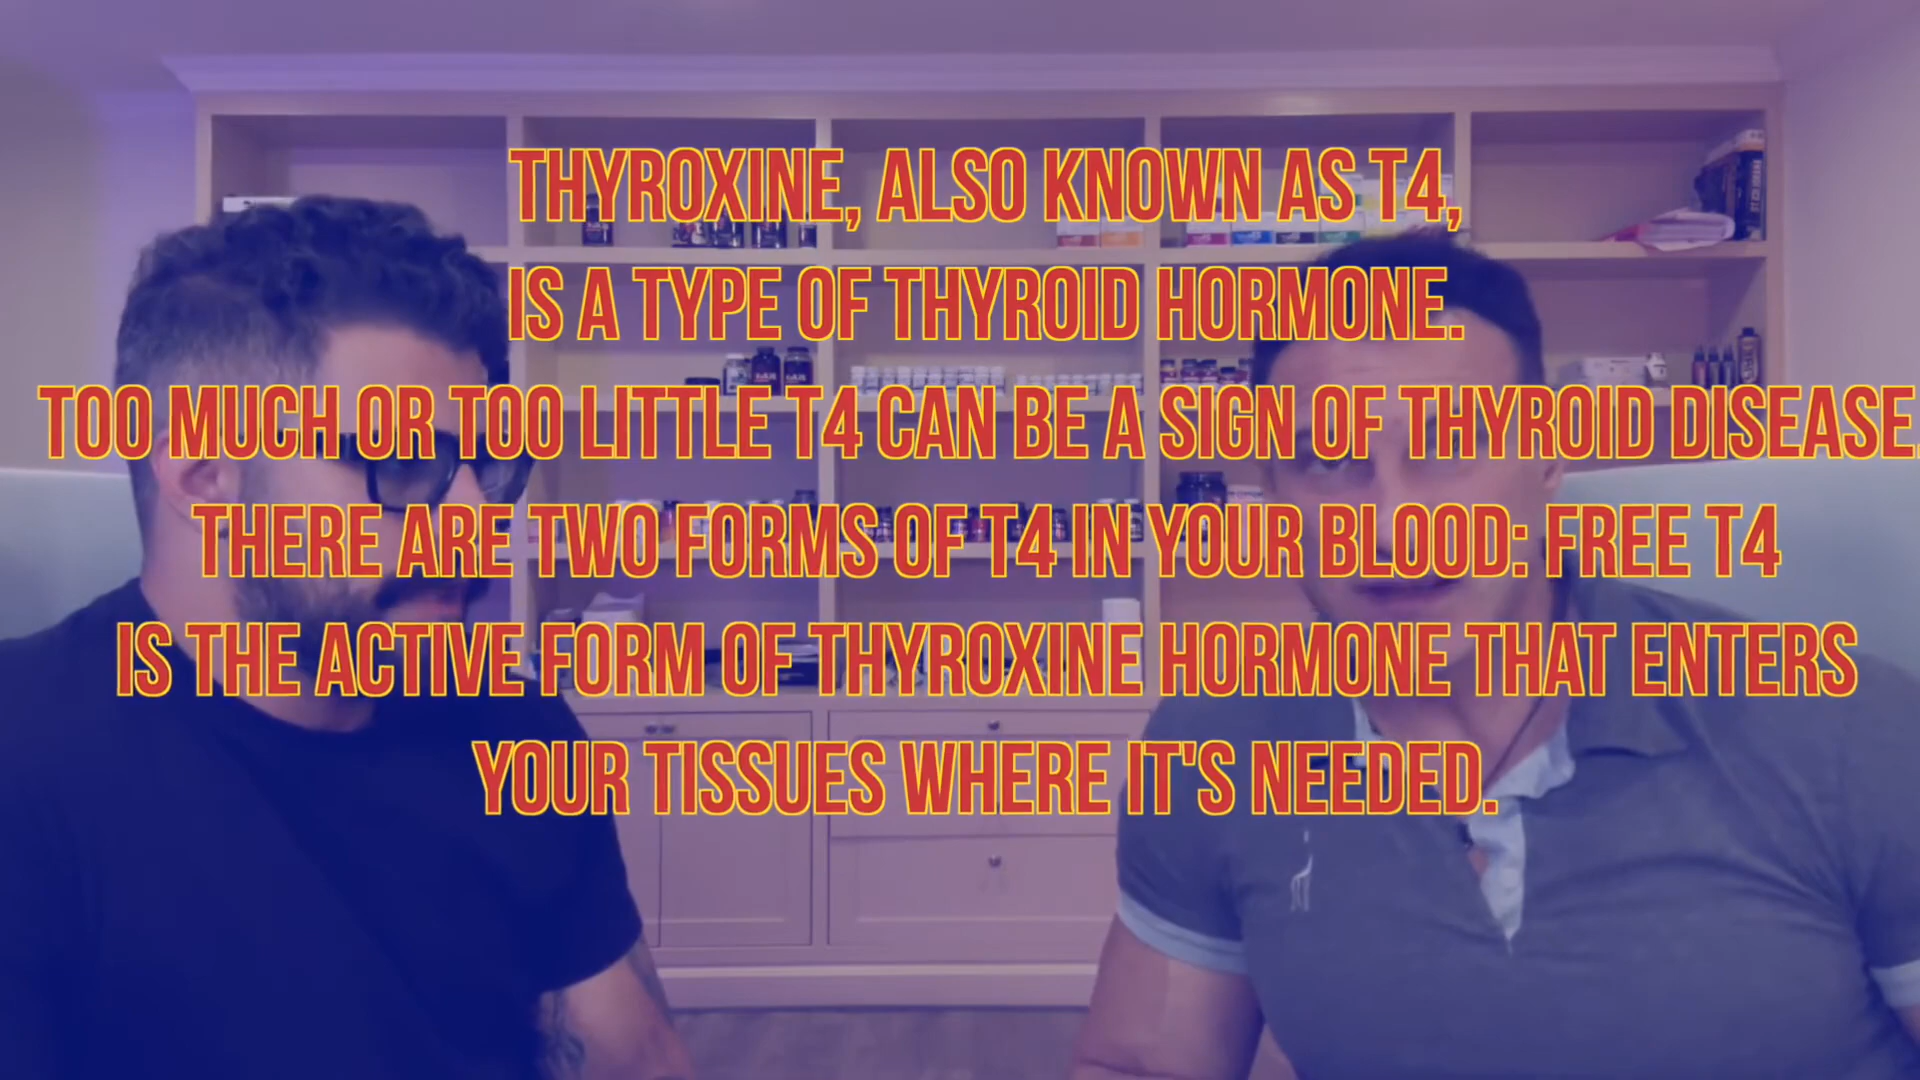 THYROXINE, ALSO KNOWN AS T4,
IS A TYPE OF THYROID HORMONE.
TOO MUCH OR TOO LITTLE T4 CAN BE A SIGN OF THYROID DISEASE.
THERE ARE TWO FORMS OF T4 IN YOUR BLOOD: FREE T4
IS THE ACTIVE FORM OF THYROXINE HORMONE THAT ENTERS
YOUR TISSUES WHERE IT'S NEEDED.